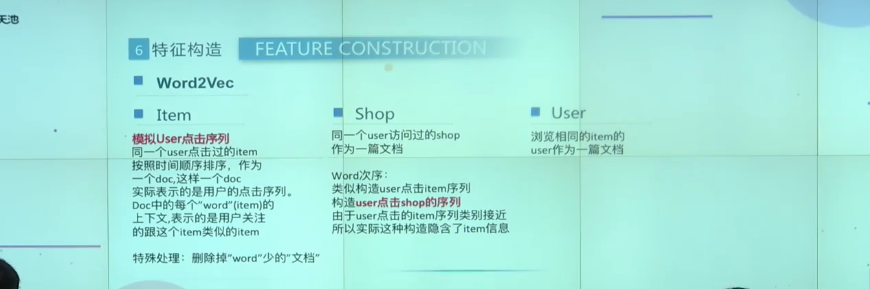 天池
6 特征构造 FEATURE CONSTRUCTION
Word2Vec
Item
模拟User点击序列
同一个user点击过的item
按照时间顺序排序，作为
一个doc,这样一个doc
实际表示的是用户的点击序列。
Doc中的每个"word"(item)的
上下文,表示的是用户关注
的跟这个item类似的item
特殊处理：删除掉"word"少的"文档"
Shop
同一个user访问过的shop
作为一篇文档
Word次序：
类似构造user点击item序列
构造user点击shop的序列
由于user点击的item序列类别接近
所以实际这种构造隐含了item信息
User
浏览相同的item的
user作为一篇文档